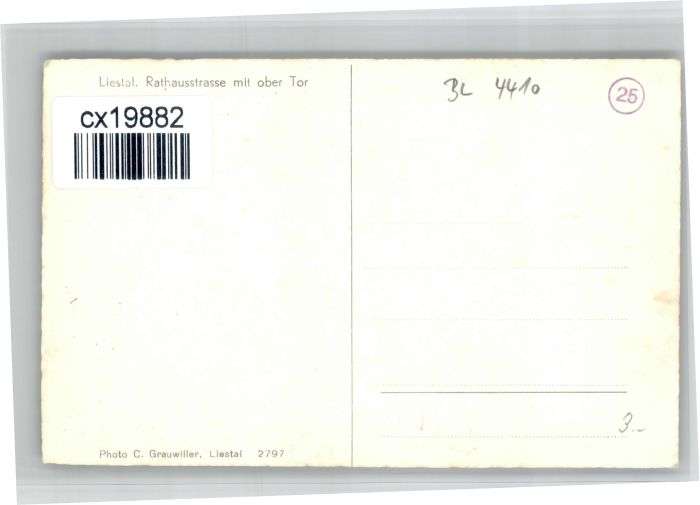 Liestal. Rathausstrasse mit ober Tor
BL 4410
25
cx19882
3.-
Photo C. Grauwiller, Liestal 2797